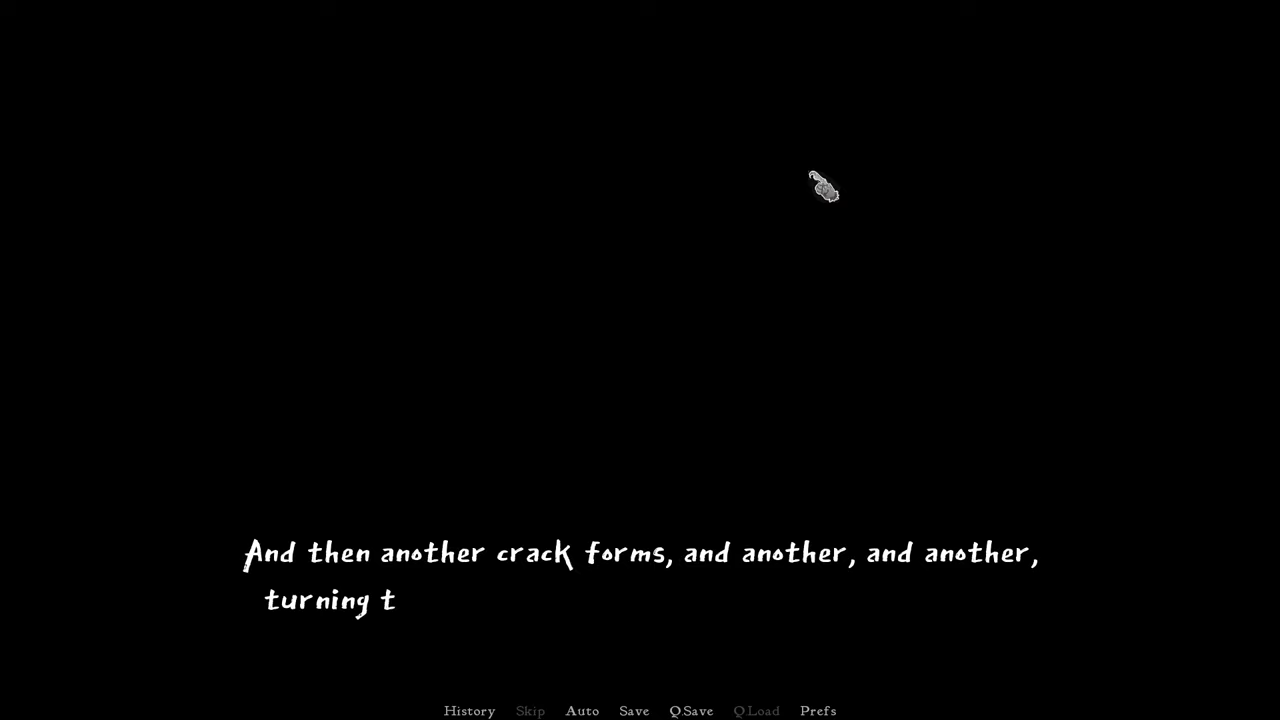 And then another crack forms, and another, and another,
turning t
History Skip Auto Save Q.Save Q.Load Prefs